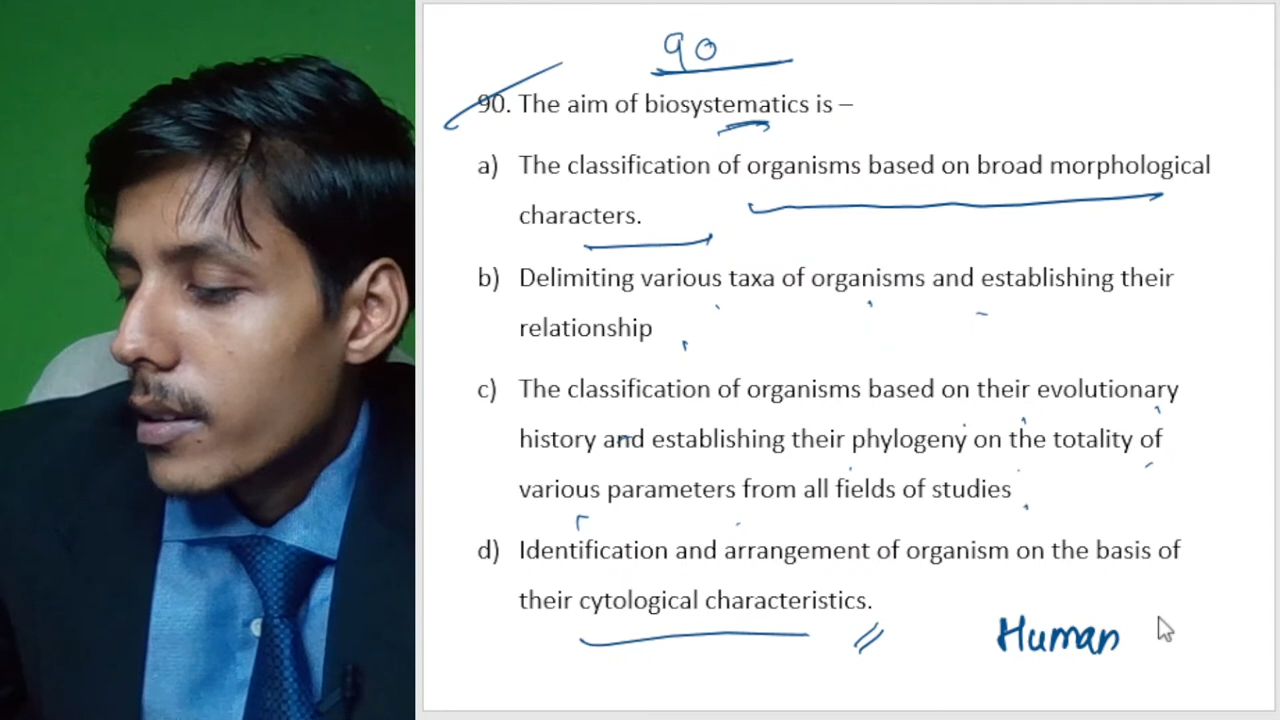 90
90. The aim of biosystematics is –
a) The classification of organisms based on broad morphological
characters.
b) Delimiting various taxa of organisms and establishing their
relationship
c) The classification of organisms based on their evolutionary
history and establishing their phylogeny on the totality of
various parameters from all fields of studies
d) Identification and arrangement of organism on the basis of
their cytological characteristics.
Human